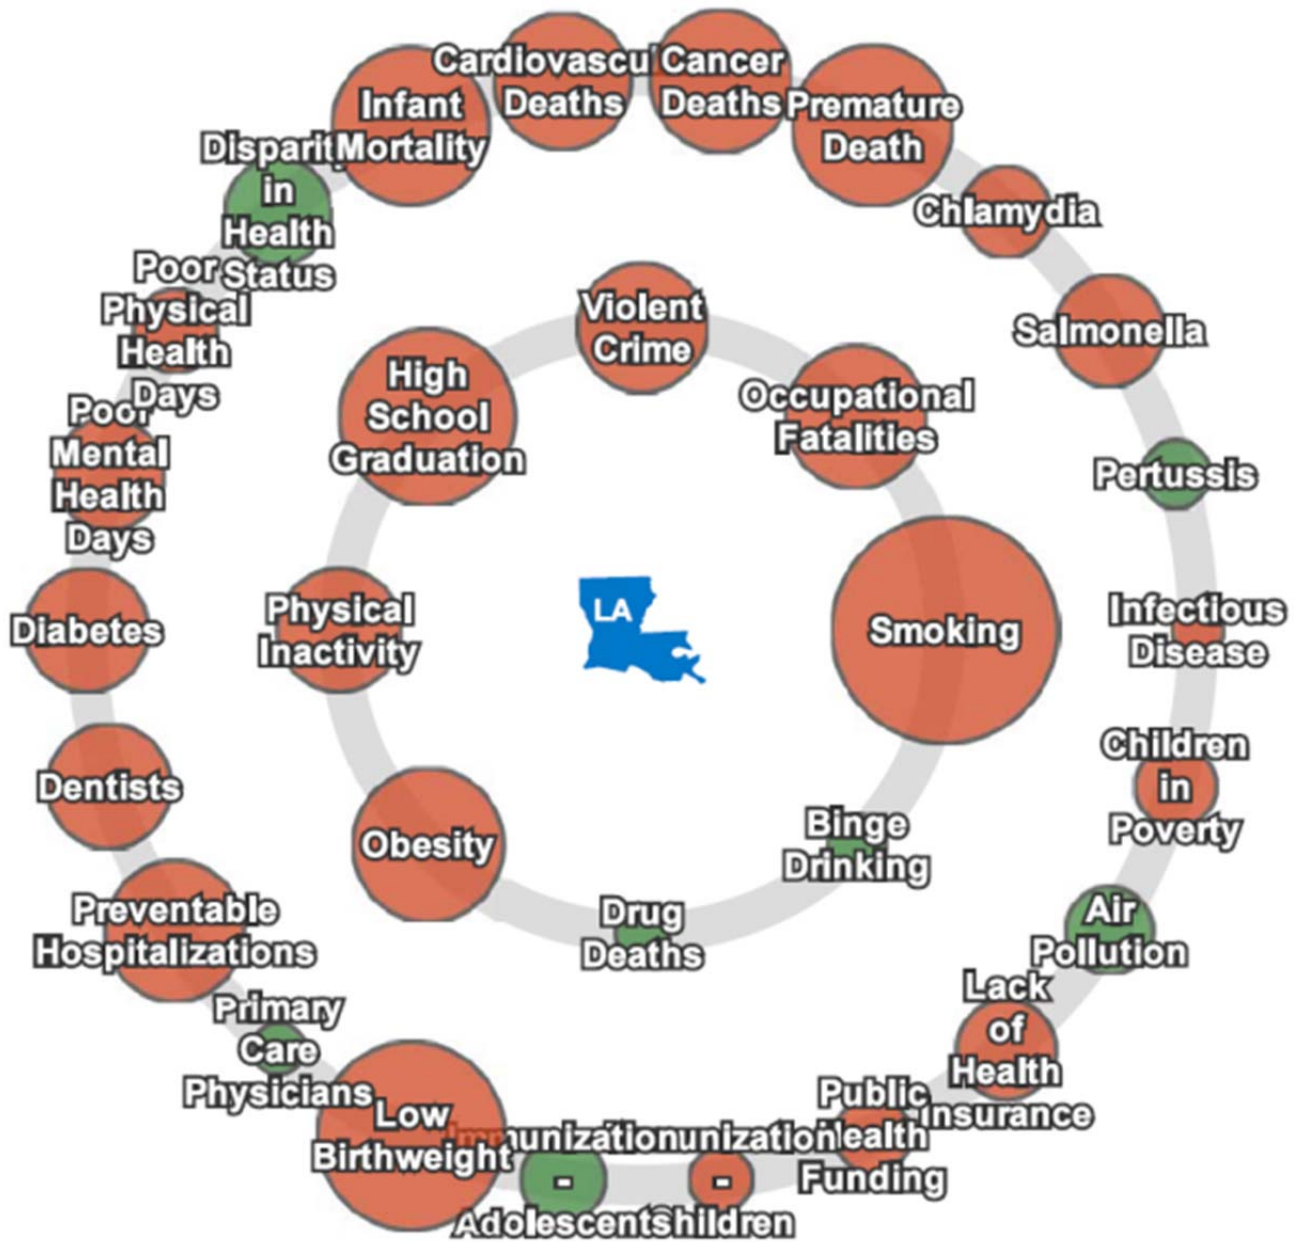 Cardiovascu
Deaths
Cancer
Deaths
Premature
Death
Infant
Mortality
Disparit
in
Health
Status
Chlamydia
Poor
Physical
Health
Days
Salmonella
Violent
Crime
High
School
Graduation
Occupational
Fatalities
Poor
Mental
Health
Days
Pertussis
Diabetes
Physical
Inactivity
LA
Smoking
Infectious
Disease
Dentists
Children
in
Poverty
Obesity
Binge
Drinking
Preventable
Hospitalizations
Drug
Deaths
Air
Pollution
Primary
Care
Physicians
Lack
of
Health
Insurance
Low
Birthweight
Immunization
-
Adolescents
unization
-
Children
Public
Health
Funding